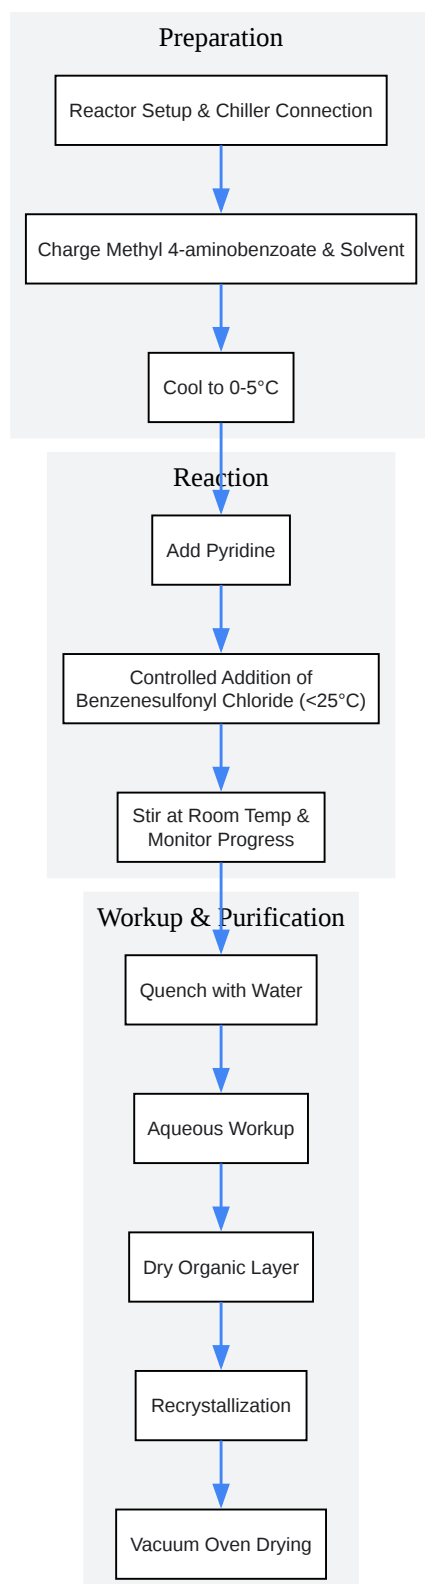 Preparation
Reactor Setup & Chiller Connection
Charge Methyl 4-aminobenzoate & Solvent
Cool to 0-5°C
Reaction
Add Pyridine
Controlled Addition of
Benzenesulfonyl Chloride (<25°C)
Stir at Room Temp &
Monitor Progress
Workup & Purification
Quench with Water
Aqueous Workup
Dry Organic Layer
Recrystallization
Vacuum Oven Drying